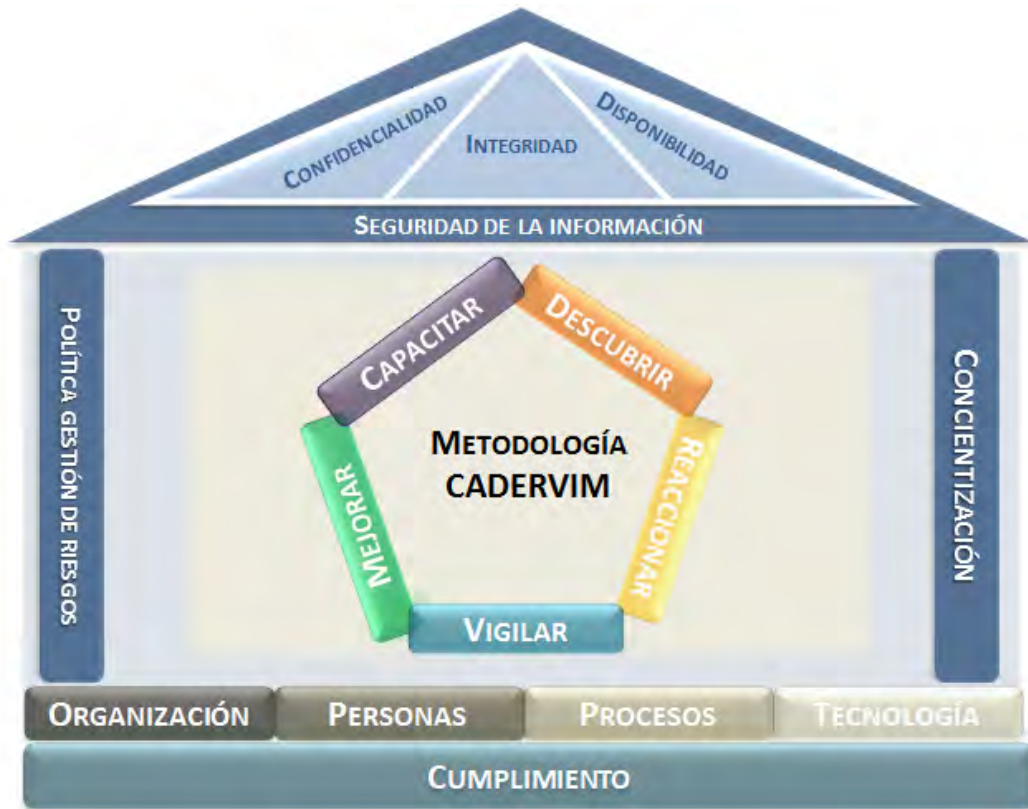 CONFIDENCIALIDAD
INTEGRIDAD
DISPONIBILIDAD
SEGURIDAD DE LA INFORMACIÓN
POLÍTICA GESTIÓN DE RIESGOS
CAPACITAR
DESCUBRIR
METODOLOGÍA
CADERVIM
REACCIONAR
MEJORAR
VIGILAR
CONCIENTIZACIÓN
ORGANIZACIÓN
PERSONAS
PROCESOS
TECNOLOGÍA
CUMPLIMIENTO